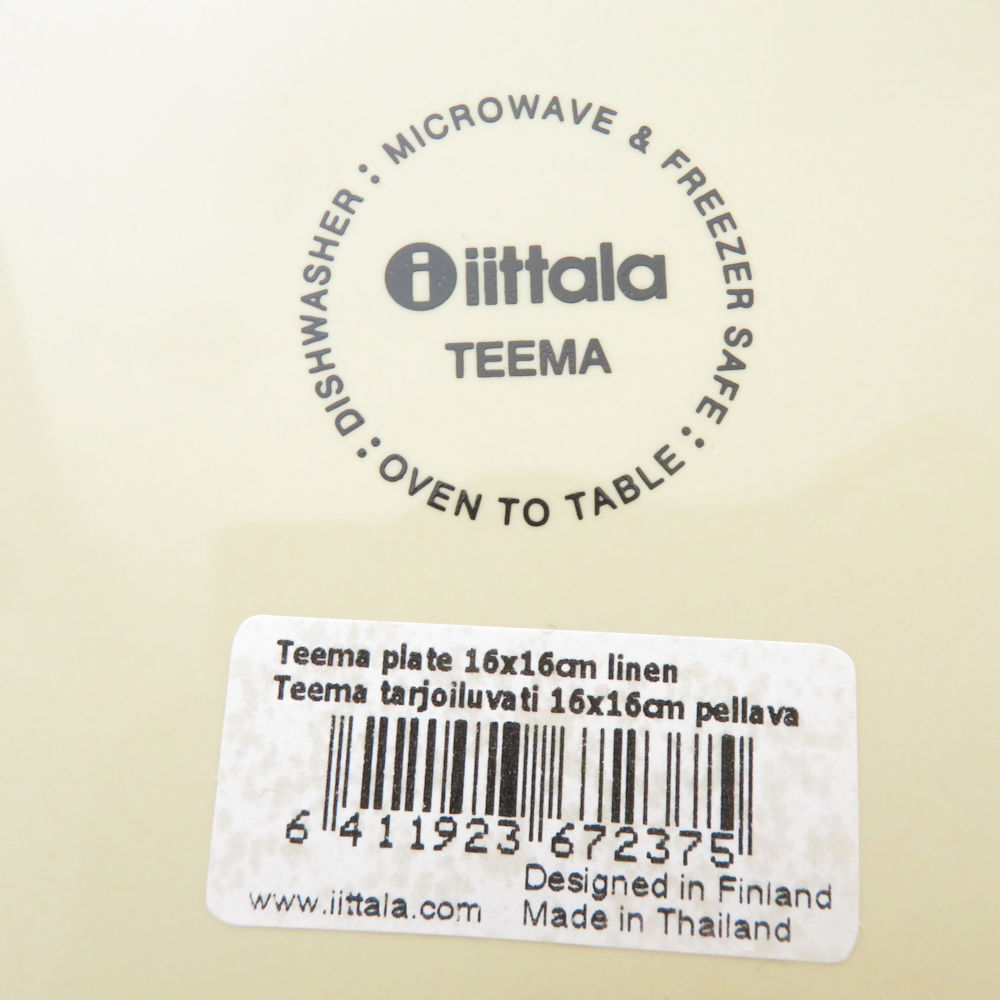 DISHWASHER : MICROWAVE & FREEZER SAFE : OVEN TO TABLE :
i iittala
TEEMA
Teema plate 16x16cm linen
Teema tarjoiluvati 16x16cm pellava
6 411923 672375
Designed in Finland
www.iittala.com Made in Thailand